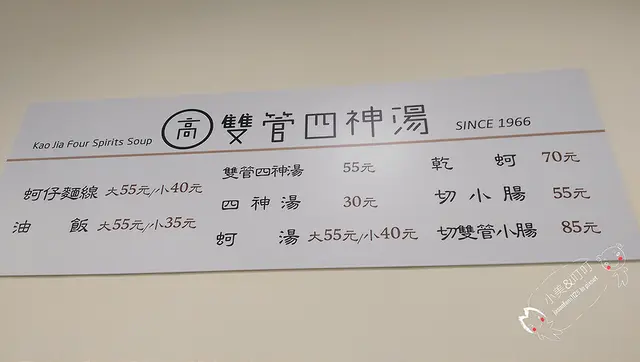 Kao Jia Four Spirits Soup 高 雙管四神湯 SINCE 1966
蚵仔麵線 大55元/小40元
油飯 大55元/小35元
雙管四神湯 55元
四神湯 30元
蚵湯 大55元/小40元
乾蚵 70元
切小腸 55元
切雙管小腸 85元
小美&叮叮